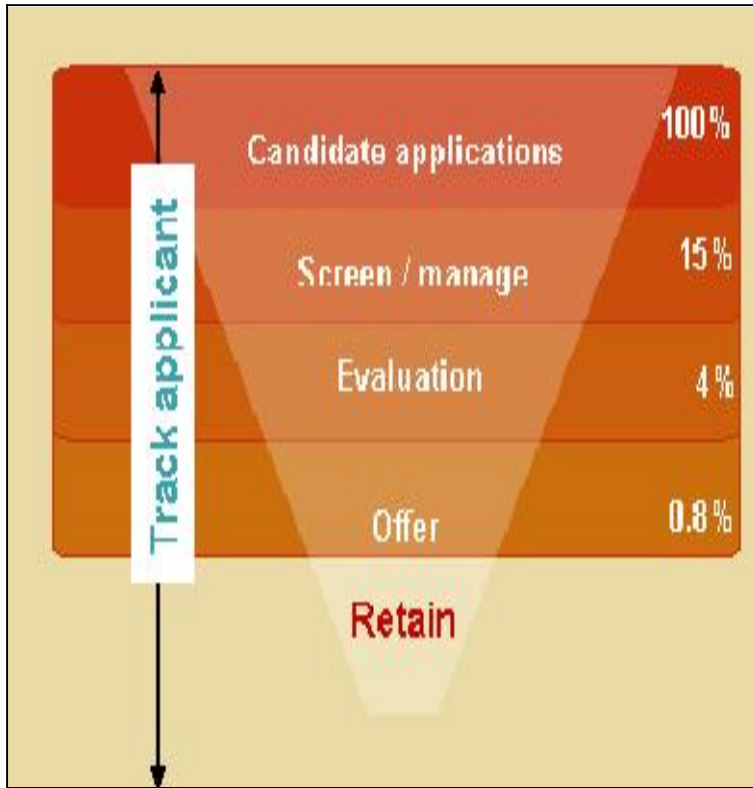 Track applicant
Candidate applications
100%
Screen / manage
15%
Evaluation
4%
Offer
0.8%
Retain